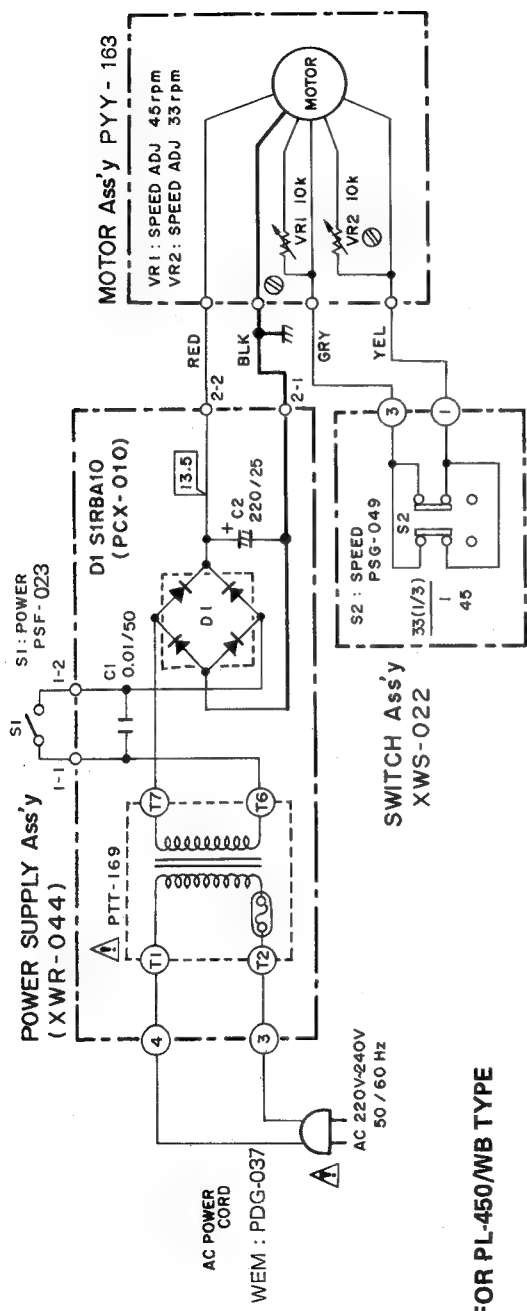 POWER SUPPLY Ass'y
(XWR-044)
S1 : POWER
PSF-023
S1
1-1
1-2
C1
0.01/50
D1 S1RBA10
(PCX-010)
PTT-169
T1
T2
T7
T6
D1
13.5
+
C2
220/25
2-2
2-1
4
3
AC POWER
CORD
WEM : PDG-037
AC 220V-240V
50 / 60 Hz
RED
BLK
GRY
YEL
MOTOR Ass'y PYY-163
VR1 : SPEED ADJ 45rpm
VR2 : SPEED ADJ 33rpm
MOTOR
VR1 10k
VR2 10k
S2 : SPEED
PSG-049
33(1/3)
45
S2
3
1
SWITCH Ass'y
XWS-022
FOR PL-450/WB TYPE